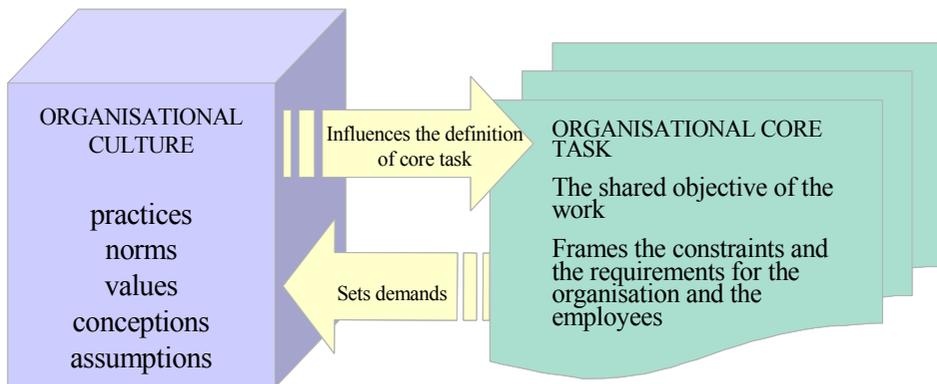 ORGANISATIONAL
CULTURE
practices
norms
values
conceptions
assumptions
Influences the definition
of core task
Sets demands
ORGANISATIONAL CORE
TASK
The shared objective of the
work
Frames the constraints and
the requirements for the
organisation and the
employees